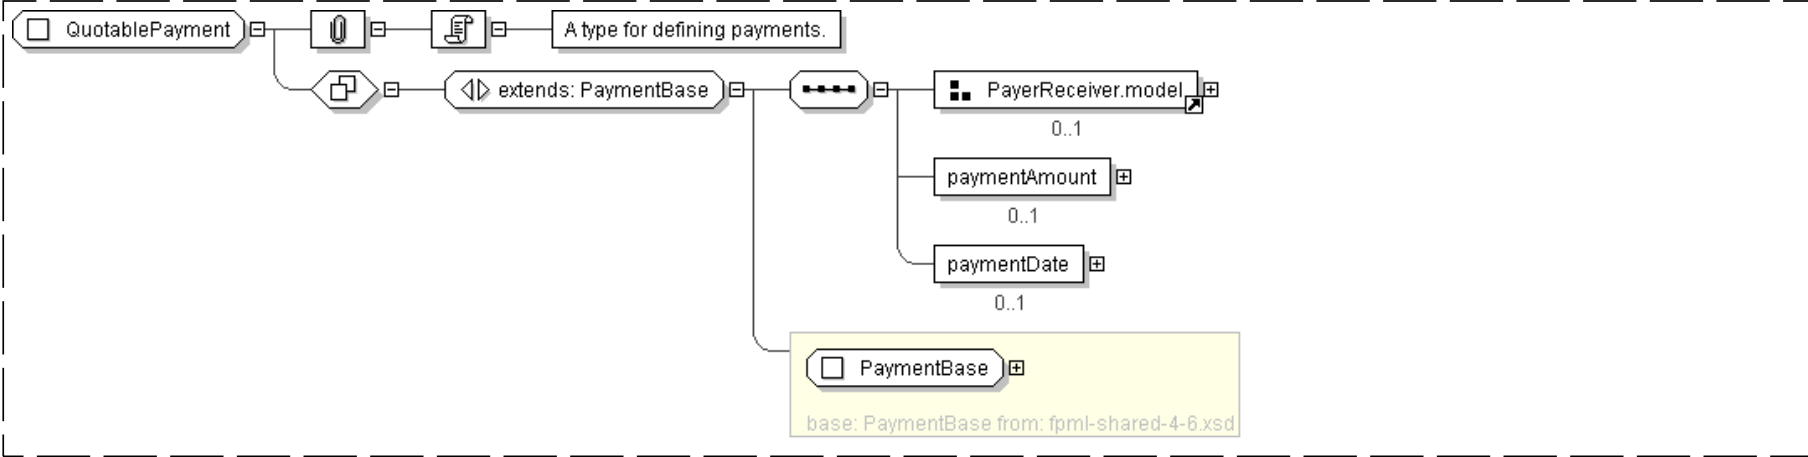 QuotablePayment
A type for defining payments.
extends: PaymentBase
PayerReceiver.model
0..1
paymentAmount
0..1
paymentDate
0..1
PaymentBase
base: PaymentBase from: fpml-shared-4-6.xsd